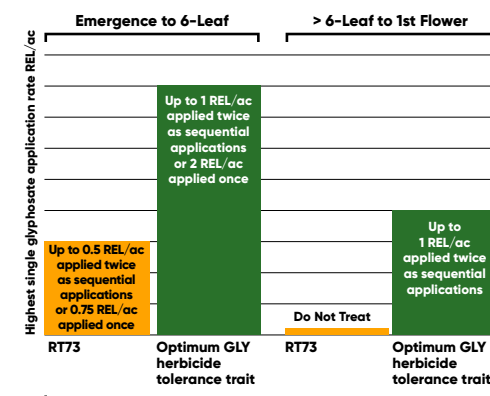 Emergence to 6-Leaf
> 6-Leaf to 1st Flower
Highest single glyphosate application rate REL/ac
Up to 0.5 REL/ac
applied twice
as sequential
applications
or 0.75 REL/ac
applied once
Up to 1 REL/ac
applied twice
as sequential
applications
or 2 REL/ac
applied once
Do Not Treat
Up to
1 REL/ac
applied twice
as sequential
applications
RT73
Optimum GLY
herbicide
tolerance trait
RT73
Optimum GLY
herbicide
tolerance trait